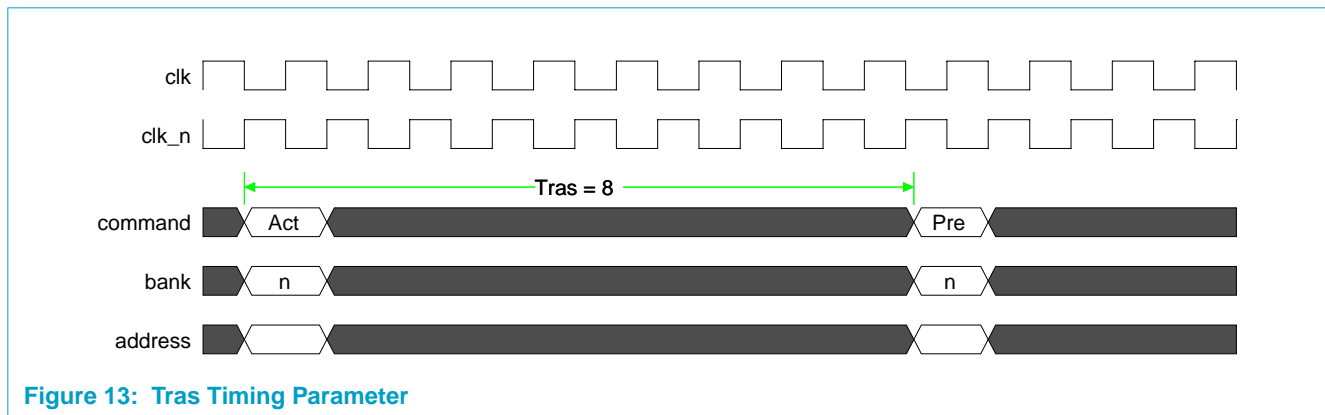 clk
clk_n
Tras = 8
command Act Pre
bank n n
address
Figure 13: Tras Timing Parameter